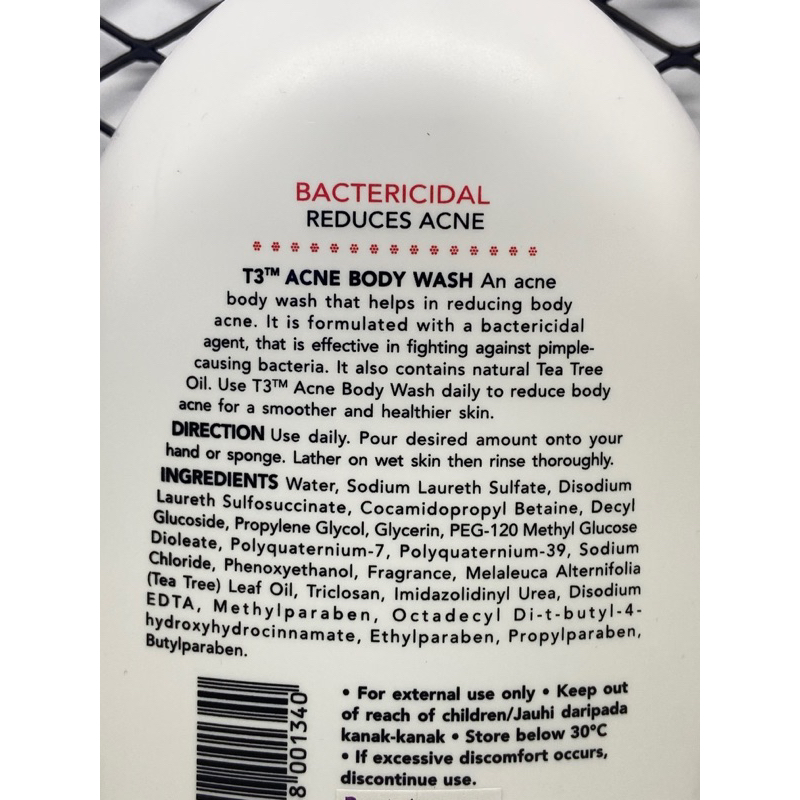 BACTERICIDAL
REDUCES ACNE
T3™ ACNE BODY WASH An acne
body wash that helps in reducing body
acne. It is formulated with a bactericidal
agent, that is effective in fighting against pimple-
causing bacteria. It also contains natural Tea Tree
Oil. Use T3™ Acne Body Wash daily to reduce body
acne for a smoother and healthier skin.
DIRECTION Use daily. Pour desired amount onto your
hand or sponge. Lather on wet skin then rinse thoroughly.
INGREDIENTS Water, Sodium Laureth Sulfate, Disodium
Laureth Sulfosuccinate, Cocamidopropyl Betaine, Decyl
Glucoside, Propylene Glycol, Glycerin, PEG-120 Methyl Glucose
Dioleate, Polyquaternium-7, Polyquaternium-39, Sodium
Chloride, Phenoxyethanol, Fragrance, Melaleuca Alternifolia
(Tea Tree) Leaf Oil, Triclosan, Imidazolidinyl Urea, Disodium
EDTA, Methylparaben, Octadecyl Di-t-butyl-4-
hydroxyhydrocinnamate, Ethylparaben, Propylparaben,
Butylparaben.
8 001340
• For external use only • Keep out
of reach of children/Jauhi daripada
kanak-kanak • Store below 30°C
• If excessive discomfort occurs,
discontinue use.